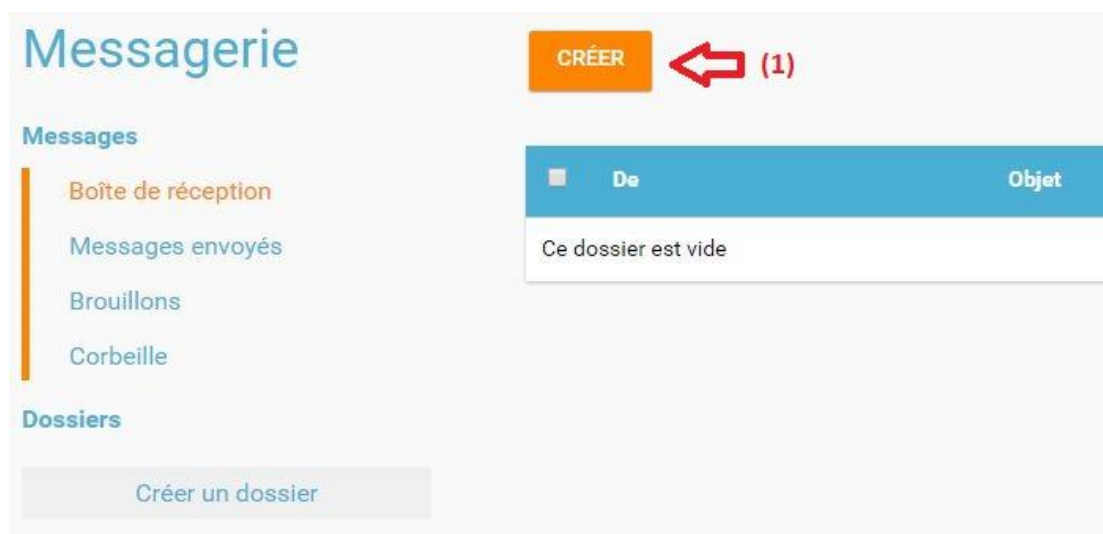 Messagerie
CRÉER
(1)
Messages
Boîte de réception
Messages envoyés
Brouillons
Corbeille
Dossiers
Créer un dossier
De Objet
Ce dossier est vide